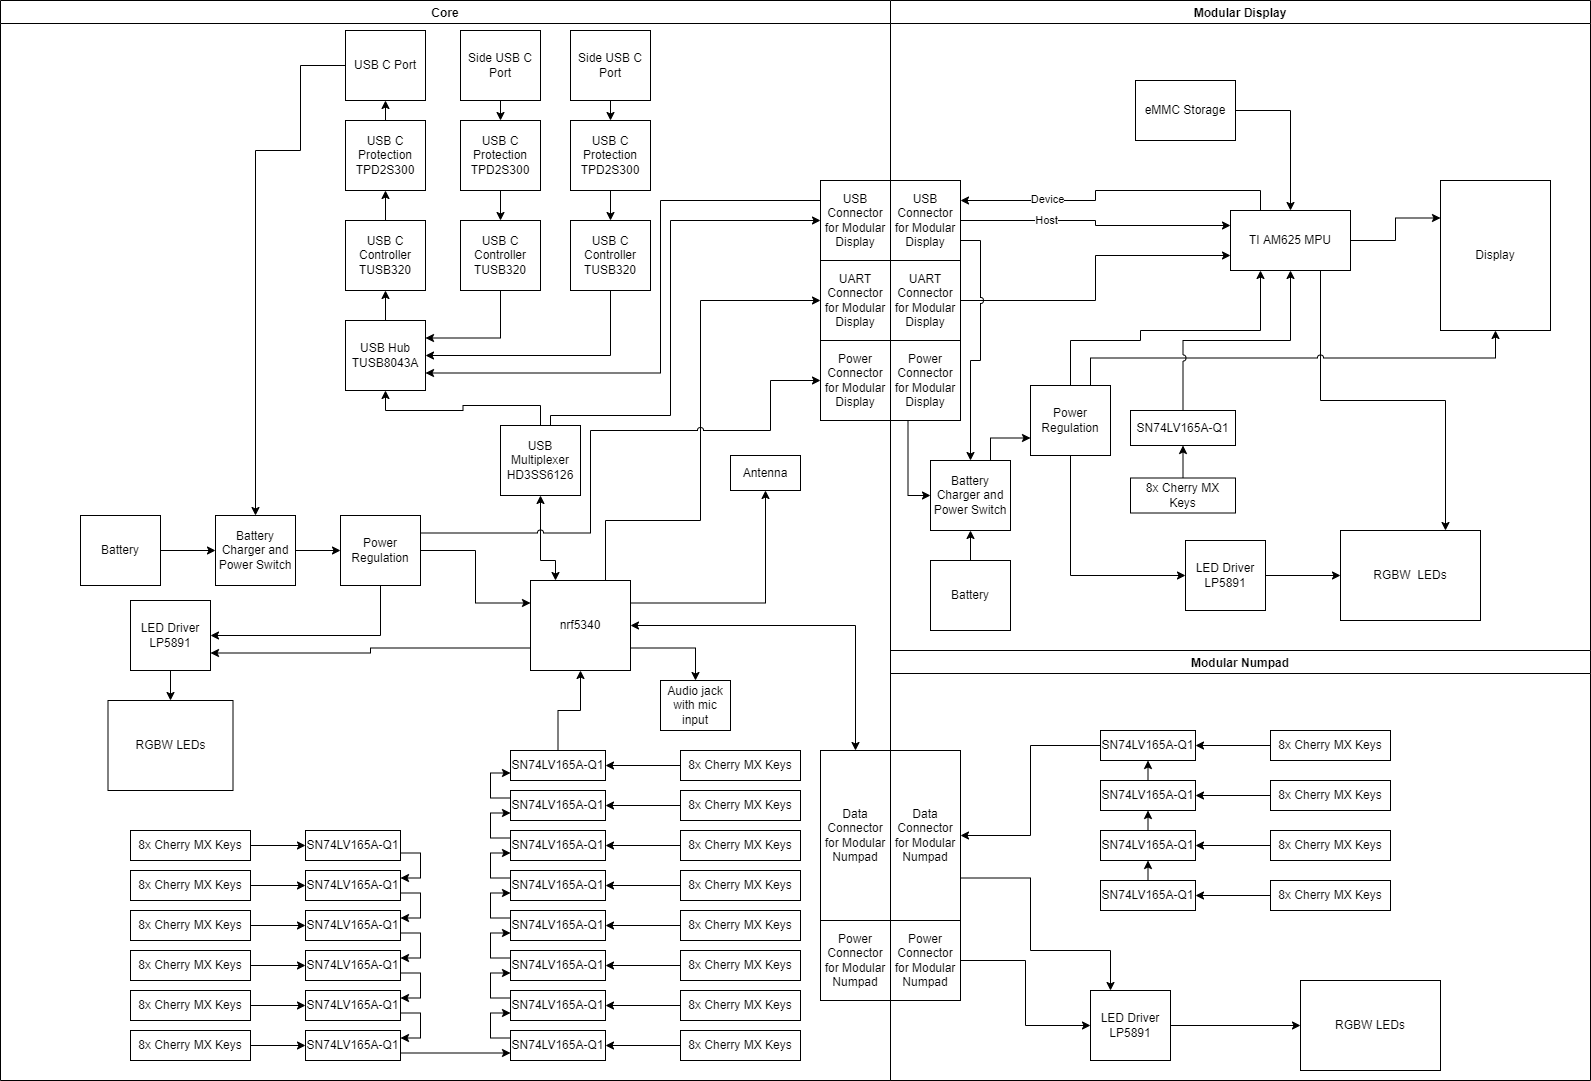 Core
Modular Display
USB C Port
Side USB C
Port
Side USB C
Port
USB C
Protection
TPD2S300
USB C
Protection
TPD2S300
USB C
Protection
TPD2S300
USB C
Controller
TUSB320
USB C
Controller
TUSB320
USB C
Controller
TUSB320
USB Hub
TUSB8043A
USB
Multiplexer
HD3SS6126
Antenna
Battery
Battery
Charger and
Power Switch
Power
Regulation
nrf5340
LED Driver
LP5891
RGBW LEDs
Audio jack
with mic
input
USB
Connector
for Modular
Display
UART
Connector
for Modular
Display
Power
Connector
for Modular
Display
USB
Connector
for Modular
Display
UART
Connector
for Modular
Display
Power
Connector
for Modular
Display
Device
Host
eMMC Storage
TI AM625 MPU
Display
Power
Regulation
SN74LV165A-Q1
8x Cherry MX
Keys
Battery
Charger and
Power Switch
Battery
LED Driver
LP5891
RGBW  LEDs
SN74LV165A-Q1
8x Cherry MX Keys
SN74LV165A-Q1
8x Cherry MX Keys
SN74LV165A-Q1
8x Cherry MX Keys
SN74LV165A-Q1
8x Cherry MX Keys
SN74LV165A-Q1
8x Cherry MX Keys
SN74LV165A-Q1
8x Cherry MX Keys
SN74LV165A-Q1
8x Cherry MX Keys
SN74LV165A-Q1
8x Cherry MX Keys
8x Cherry MX Keys
SN74LV165A-Q1
8x Cherry MX Keys
SN74LV165A-Q1
8x Cherry MX Keys
SN74LV165A-Q1
8x Cherry MX Keys
SN74LV165A-Q1
8x Cherry MX Keys
SN74LV165A-Q1
8x Cherry MX Keys
SN74LV165A-Q1
Data
Connector
for Modular
Numpad
Power
Connector
for Modular
Numpad
Modular Numpad
Data
Connector
for Modular
Numpad
Power
Connector
for Modular
Numpad
SN74LV165A-Q1
8x Cherry MX Keys
SN74LV165A-Q1
8x Cherry MX Keys
SN74LV165A-Q1
8x Cherry MX Keys
SN74LV165A-Q1
8x Cherry MX Keys
LED Driver
LP5891
RGBW LEDs